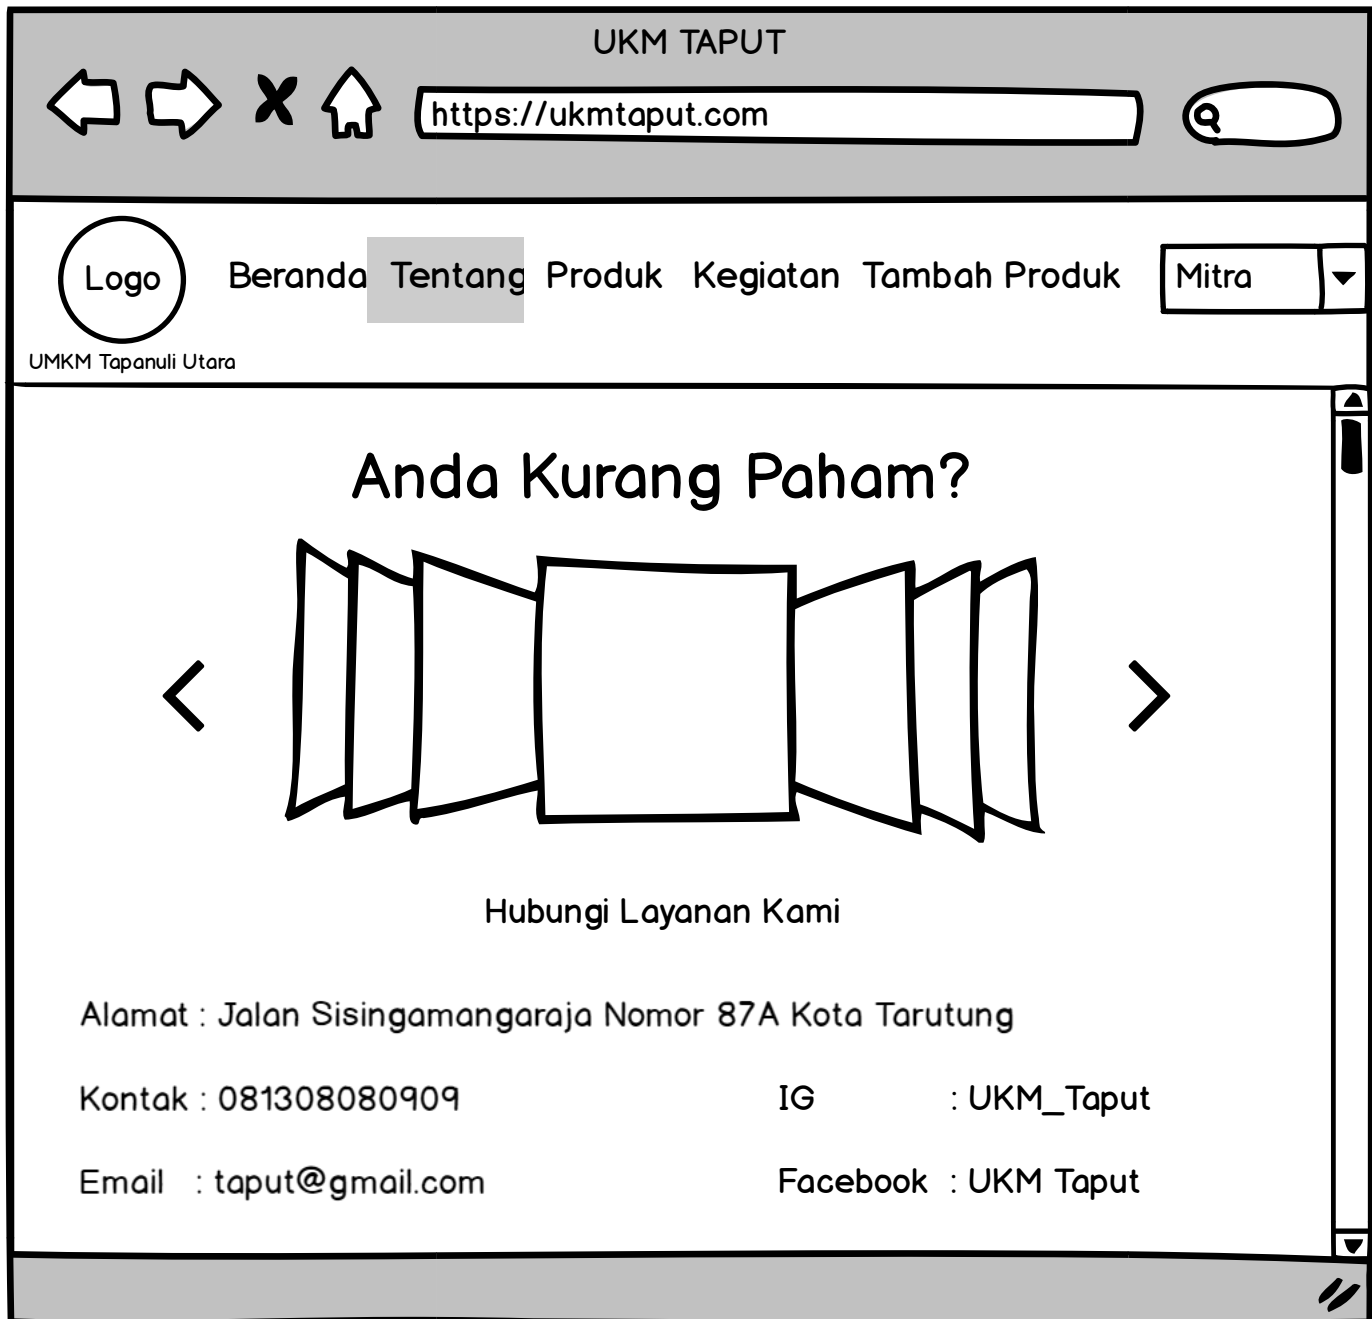 UKM TAPUT
https://ukmtaput.com
Logo
UMKM Tapanuli Utara
Beranda Tentang Produk Kegiatan Tambah Produk Mitra
Anda Kurang Paham?
Hubungi Layanan Kami
Alamat : Jalan Sisingamangaraja Nomor 87A Kota Tarutung
Kontak : 081308080909
IG : UKM_Taput
Email : taput@gmail.com
Facebook : UKM Taput